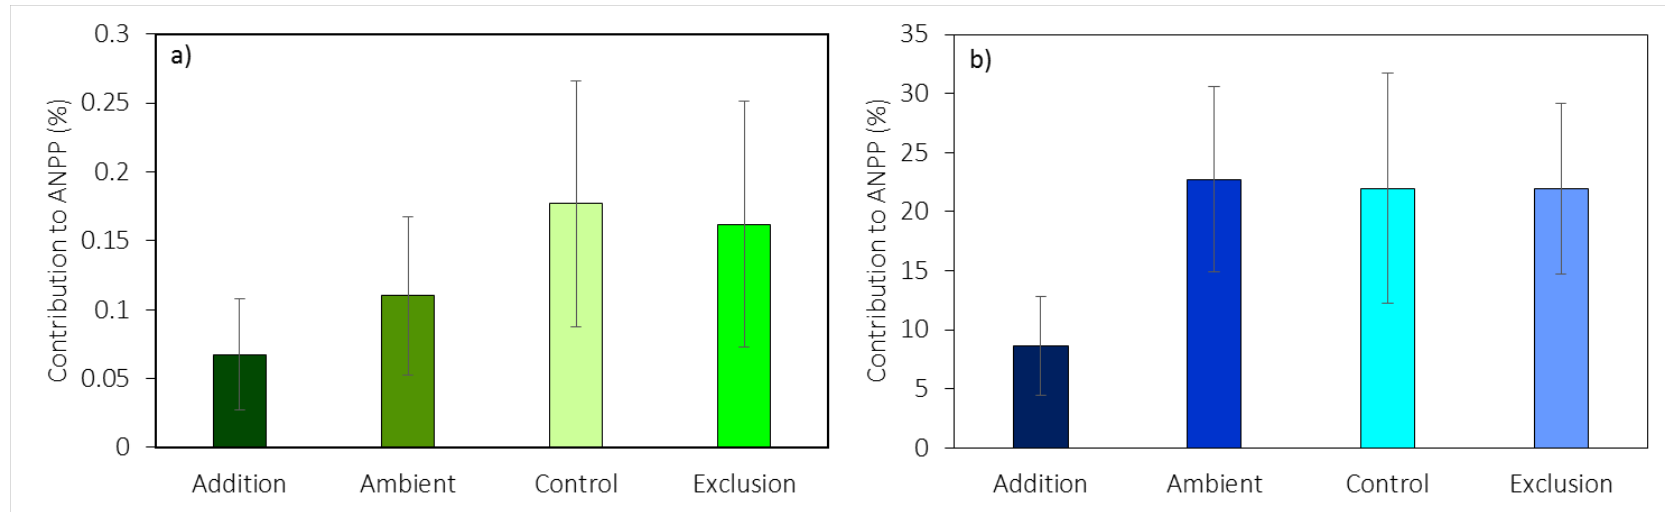 a)
Contribution to ANPP (%)
0.3
0.25
0.2
0.15
0.1
0.05
0
Addition Ambient Control Exclusion
b)
Contribution to ANPP (%)
35
30
25
20
15
10
5
0
Addition Ambient Control Exclusion